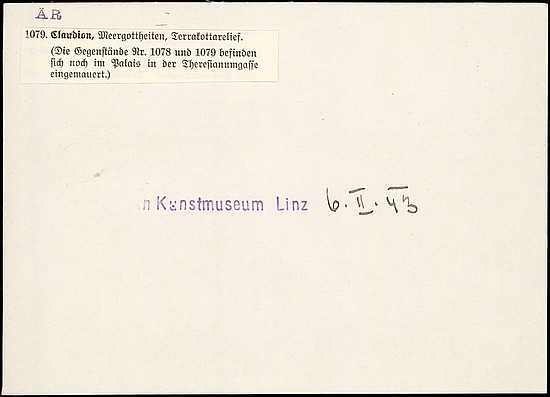 ÄR
1079. Claudion, Meergottheiten, Terrakottarelief.
(Die Gegenstände Nr. 1078 und 1079 befinden
sich noch im Palais in der Theresianumgasse
eingemauert.)
n Kunstmuseum Linz 6. II. 43